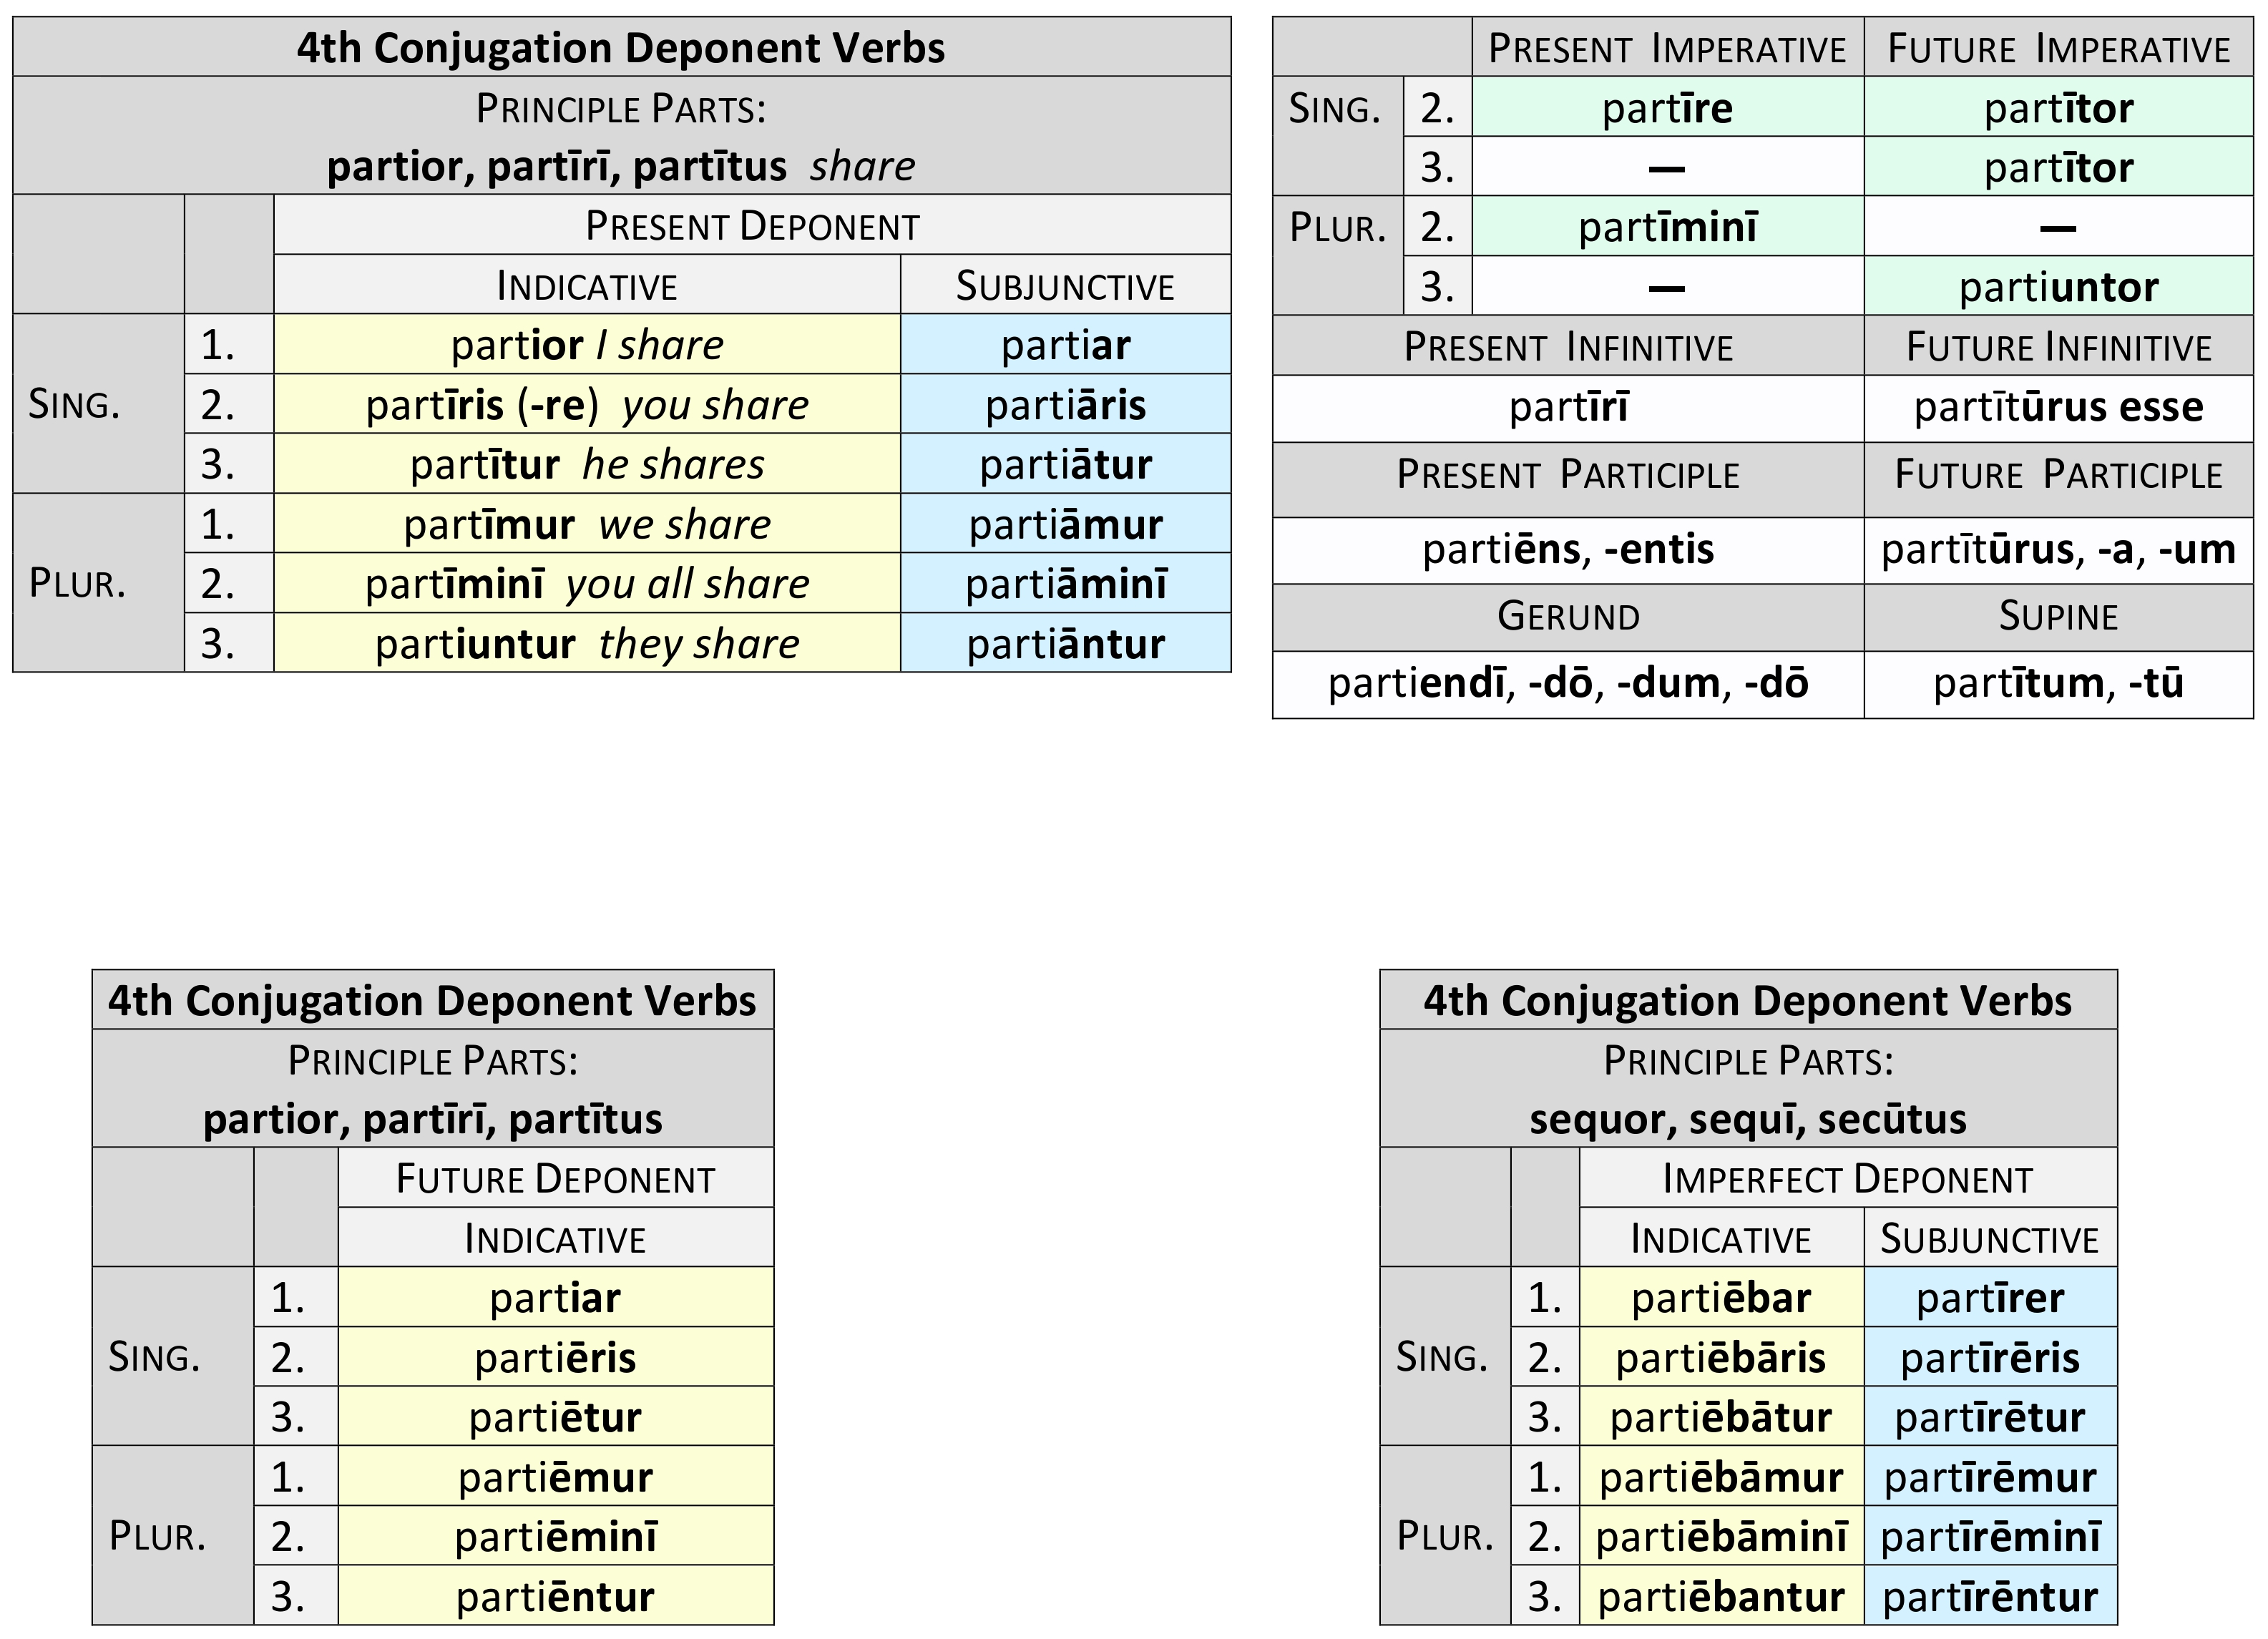 4th Conjugation Deponent Verbs
PRINCIPLE PARTS:
partior, partīrī, partītus share
PRESENT DEPONENT
INDICATIVE SUBJUNCTIVE
SING. 1. partior I share partiar
2. partīris (-re) you share partiāris
3. partītur he shares partiātur
PLUR. 1. partīmur we share partiāmur
2. partīminī you all share partiāminī
3. partiuntur they share partiāntur
PRESENT IMPERATIVE FUTURE IMPERATIVE
SING. 2. partīre partītor
3. — partītor
PLUR. 2. partīminī —
3. — partiuntor
PRESENT INFINITIVE FUTURE INFINITIVE
partīrī partītūrus esse
PRESENT PARTICIPLE FUTURE PARTICIPLE
partiēns, -entis partītūrus, -a, -um
GERUND SUPINE
partiendī, -dō, -dum, -dō partītum, -tū
4th Conjugation Deponent Verbs
PRINCIPLE PARTS:
partior, partīrī, partītus
FUTURE DEPONENT
INDICATIVE
SING. 1. partiar
2. partiēris
3. partiētur
PLUR. 1. partiēmur
2. partiēminī
3. partiēntur
4th Conjugation Deponent Verbs
PRINCIPLE PARTS:
sequor, sequī, secūtus
IMPERFECT DEPONENT
INDICATIVE SUBJUNCTIVE
SING. 1. partiēbar partīrer
2. partiēbāris partīrēris
3. partiēbātur partīrētur
PLUR. 1. partiēbāmur partīrēmur
2. partiēbāminī partīrēminī
3. partiēbantur partīrēntur